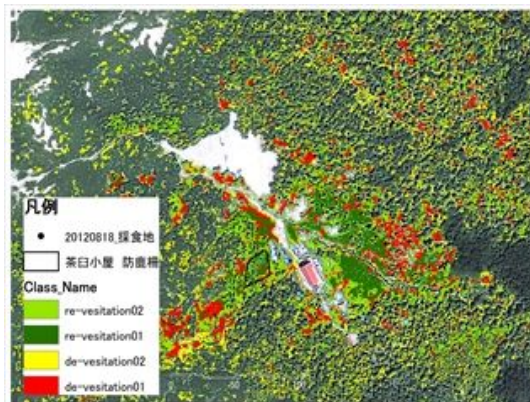 凡例
20120818_採食地
茶臼小屋 防鹿柵
Class_Name
re-vesitation02
re-vesitation01
de-vesitation02
de-vesitation01